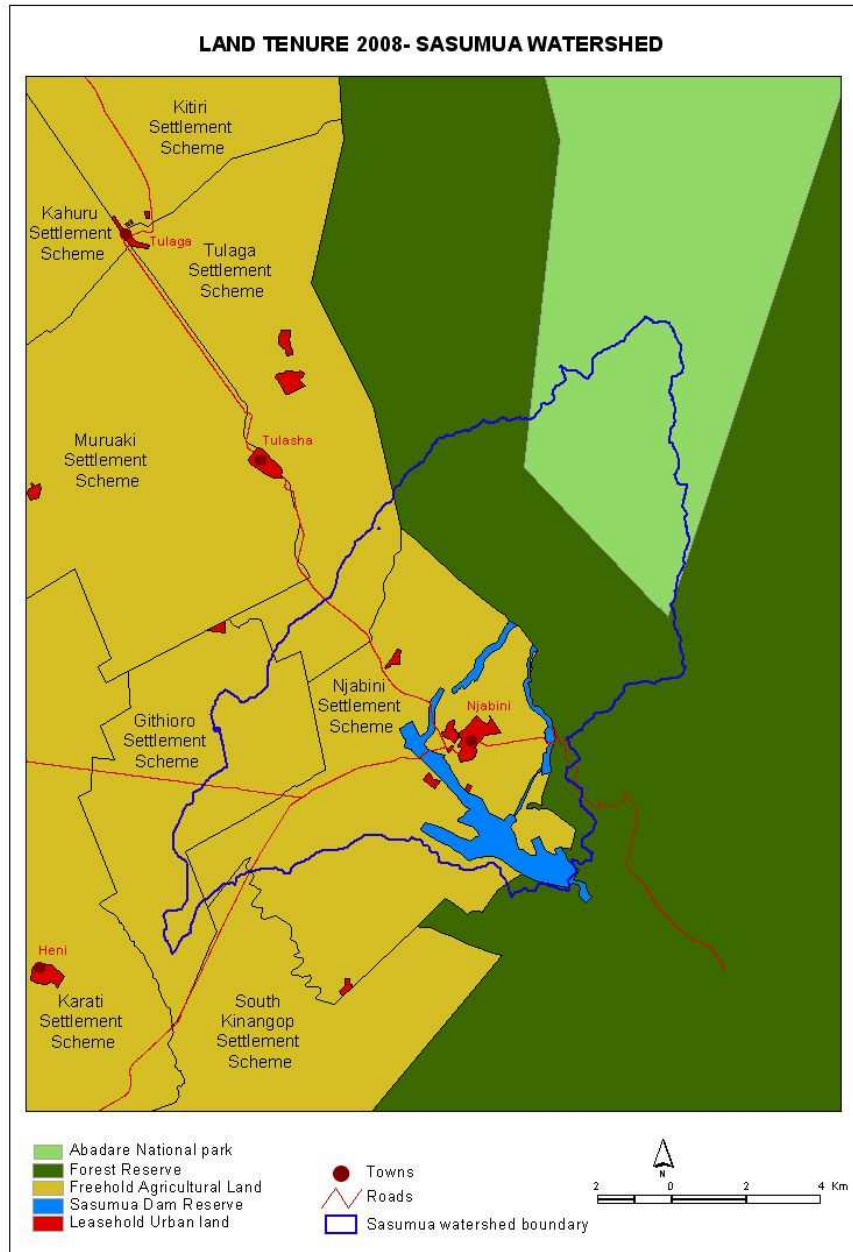 LAND TENURE 2008- SASUMUA WATERSHED
Kitiri
Settlement
Scheme
Kahuru
Settlement
Scheme
Tulaga
Tulaga
Settlement
Scheme
Muruaki
Settlement
Scheme
Tulasha
Njabini
Settlement
Scheme
Njabini
Githioro
Settlement
Scheme
Heni
Karati
Settlement
Scheme
South
Kinangop
Settlement
Scheme
Abadare National park
Forest Reserve
Freehold Agricultural Land
Sasumua Dam Reserve
Leasehold Urban land
Towns
Roads
Sasumua watershed boundary
N
2 0 2 4 Km